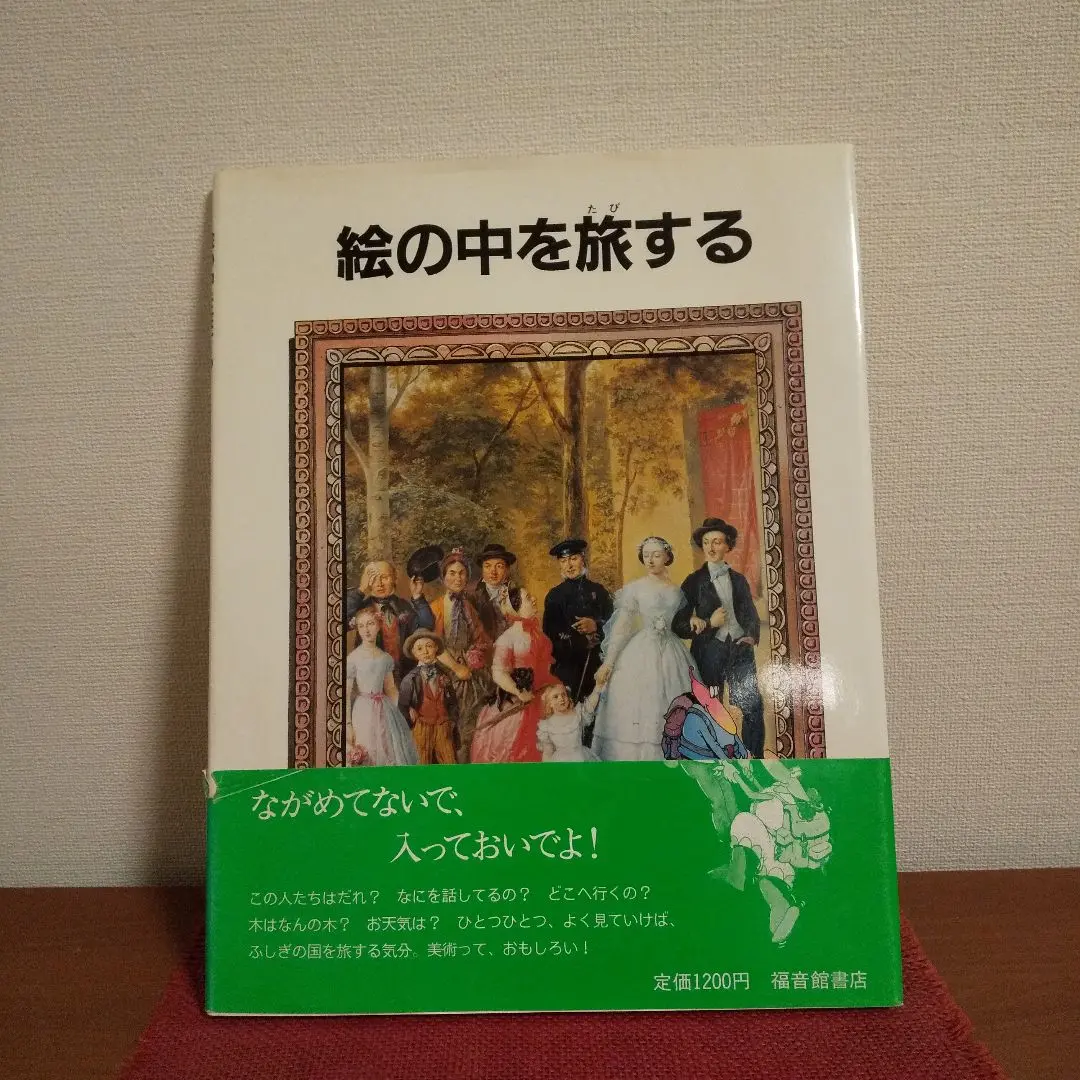 たび
絵の中を旅する
ながめてないで、
入っておいでよ!
この人たちはだれ? なにを話してるの? どこへ行くの?
木はなんの木? お天気は? ひとつひとつ、よく見ていけば、
ふしぎの国を旅する気分。美術って、おもしろい!
定価1200円 福音館書店